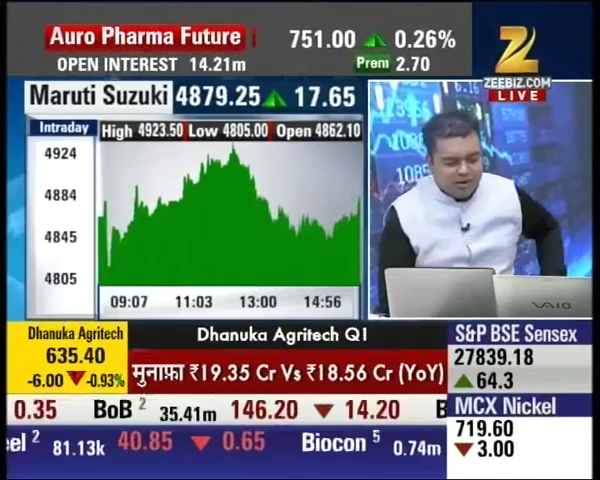 Auro Pharma Future 751.00 0.26%
OPEN INTEREST 14.21m Prem 2.70
ZEEBIZ.COM
LIVE
Maruti Suzuki 4879.25 17.65
Intraday High 4923.50 Low 4805.00 Open 4862.10
4924
4884
4845
4805
09:07 11:03 13:00 14:56
VAIO
Dhanuka Agritech
635.40
-6.00 -0.93%
Dhanuka Agritech Q1
मुनाफ़ा ₹19.35 Cr Vs ₹18.56 Cr (YoY)
S&P BSE Sensex
27839.18
64.3
MCX Nickel
719.60
3.00
0.35 BoB 2 35.41m 146.20 14.20 B
eel 2 81.13k 40.85 0.65 Biocon 5 0.74m